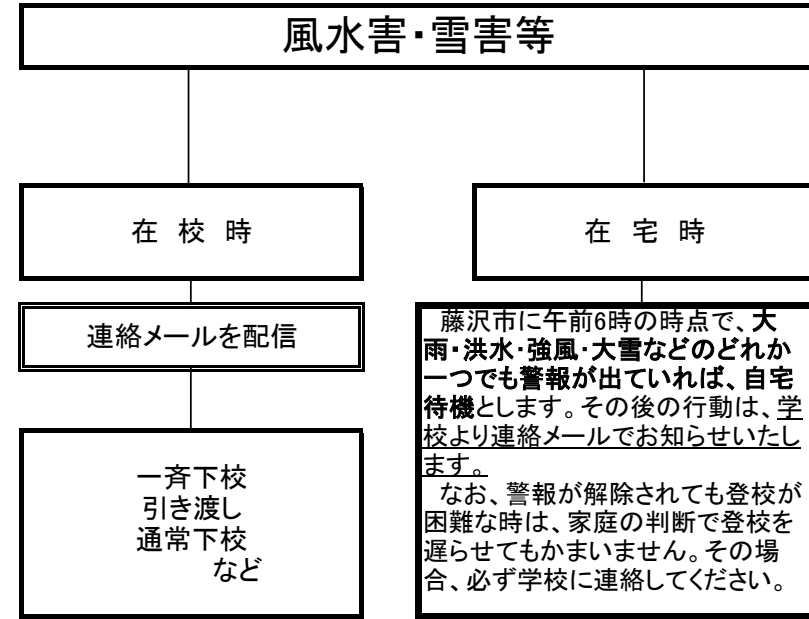 風水害・雪害等
在 校 時
在 宅 時
連絡メールを配信
一斉下校
引き渡し
通常下校
など
藤沢市に午前6時の時点で、大
雨・洪水・強風・大雪などのどれか
一つでも警報が出ていれば、自宅
待機とします。その後の行動は、学
校より連絡メールでお知らせいたし
ます。
なお、警報が解除されても登校が
困難な時は、家庭の判断で登校を
遅らせてもかまいません。その場
合、必ず学校に連絡してください。